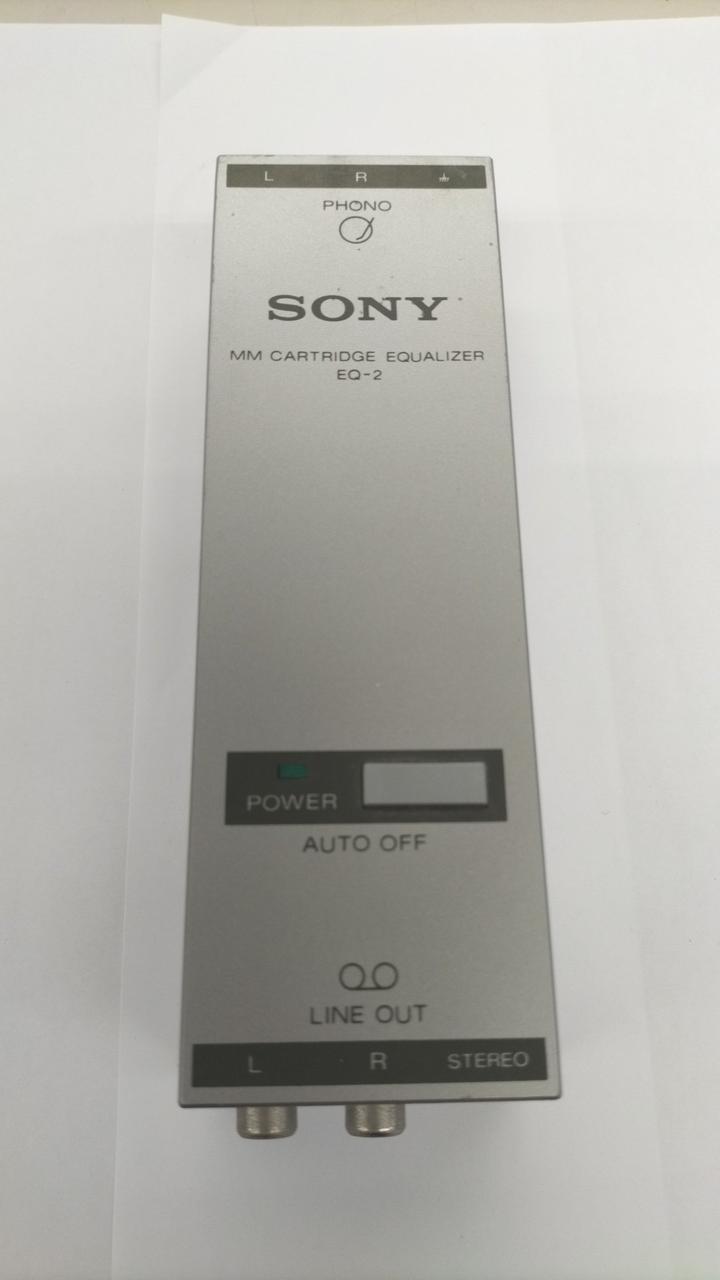 L R
PHONO
SONY
MM CARTRIDGE EQUALIZER
EQ-2
POWER
AUTO OFF
LINE OUT
L R STEREO